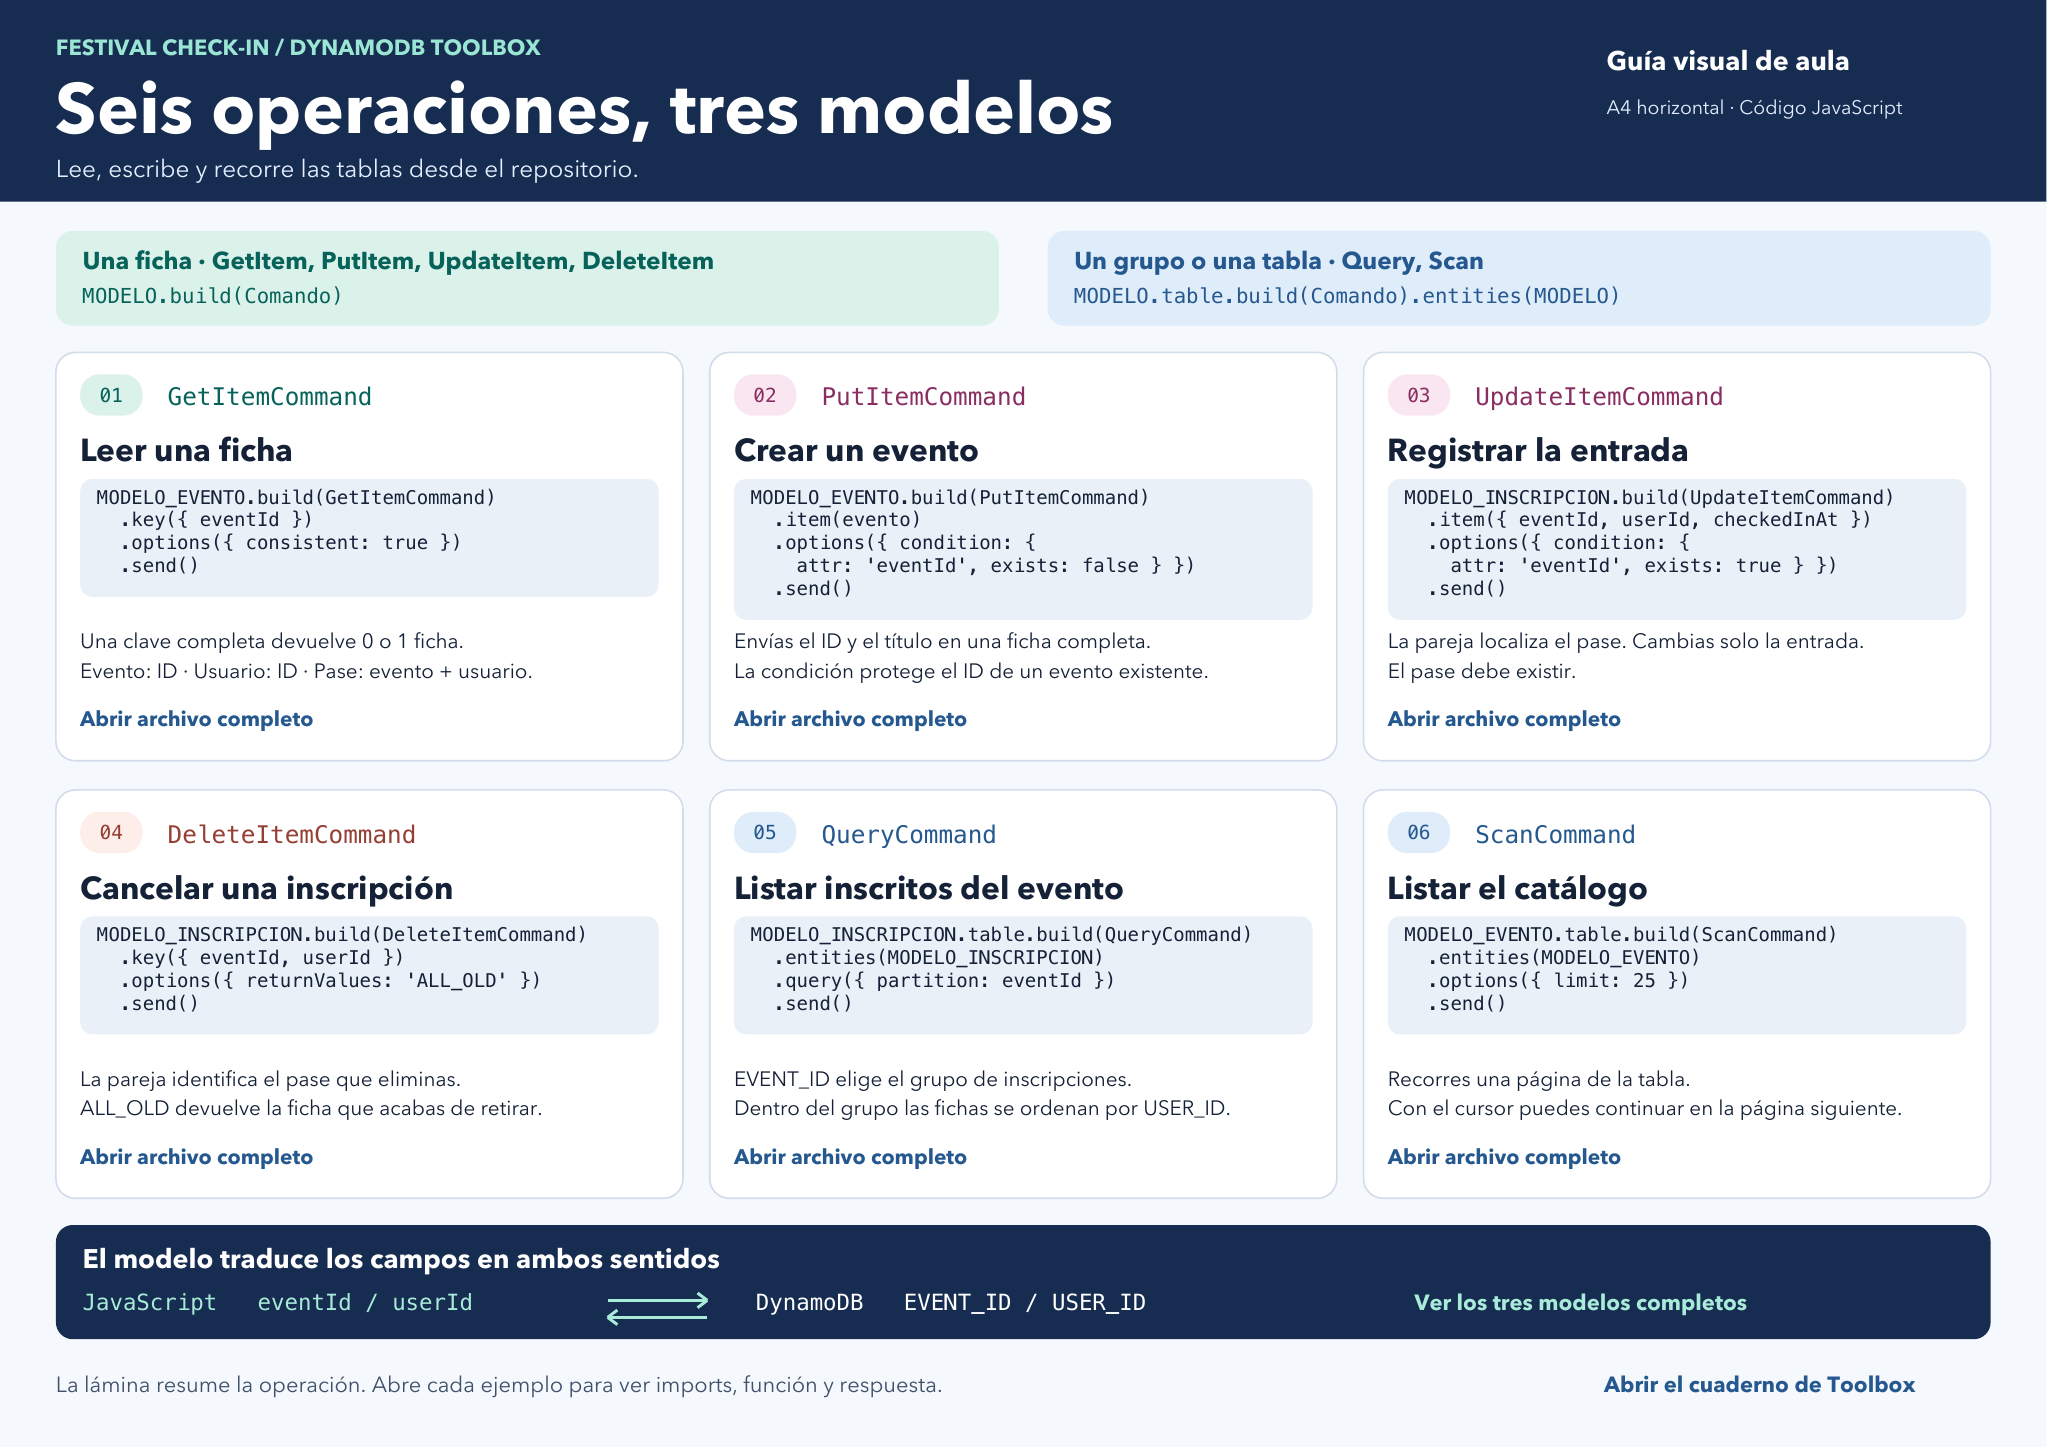 FESTIVAL CHECK-IN / DYNAMODB TOOLBOX
Seis operaciones, tres modelos
Lee, escribe y recorre las tablas desde el repositorio.
Guía visual de aula
A4 horizontal · Código JavaScript
Una ficha · GetItem, PutItem, UpdateItem, DeleteItem
MODELO.build(Comando)
Un grupo o una tabla · Query, Scan
MODELO.table.build(Comando).entities(MODELO)
01 GetItemCommand
Leer una ficha
MODELO_EVENTO.build(GetItemCommand)
  .key({ eventId })
  .options({ consistent: true })
  .send()
Una clave completa devuelve 0 o 1 ficha.
Evento: ID · Usuario: ID · Pase: evento + usuario.
Abrir archivo completo
02 PutItemCommand
Crear un evento
MODELO_EVENTO.build(PutItemCommand)
  .item(evento)
  .options({ condition: {
    attr: 'eventId', exists: false } })
  .send()
Envías el ID y el título en una ficha completa.
La condición protege el ID de un evento existente.
Abrir archivo completo
03 UpdateItemCommand
Registrar la entrada
MODELO_INSCRIPCION.build(UpdateItemCommand)
  .item({ eventId, userId, checkedInAt })
  .options({ condition: {
    attr: 'eventId', exists: true } })
  .send()
La pareja localiza el pase. Cambias solo la entrada.
El pase debe existir.
Abrir archivo completo
04 DeleteItemCommand
Cancelar una inscripción
MODELO_INSCRIPCION.build(DeleteItemCommand)
  .key({ eventId, userId })
  .options({ returnValues: 'ALL_OLD' })
  .send()
La pareja identifica el pase que eliminas.
ALL_OLD devuelve la ficha que acabas de retirar.
Abrir archivo completo
05 QueryCommand
Listar inscritos del evento
MODELO_INSCRIPCION.table.build(QueryCommand)
  .entities(MODELO_INSCRIPCION)
  .query({ partition: eventId })
  .send()
EVENT_ID elige el grupo de inscripciones.
Dentro del grupo las fichas se ordenan por USER_ID.
Abrir archivo completo
06 ScanCommand
Listar el catálogo
MODELO_EVENTO.table.build(ScanCommand)
  .entities(MODELO_EVENTO)
  .options({ limit: 25 })
  .send()
Recorres una página de la tabla.
Con el cursor puedes continuar en la página siguiente.
Abrir archivo completo
El modelo traduce los campos en ambos sentidos
JavaScript eventId / userId
DynamoDB EVENT_ID / USER_ID
Ver los tres modelos completos
La lámina resume la operación. Abre cada ejemplo para ver imports, función y respuesta.
Abrir el cuaderno de Toolbox